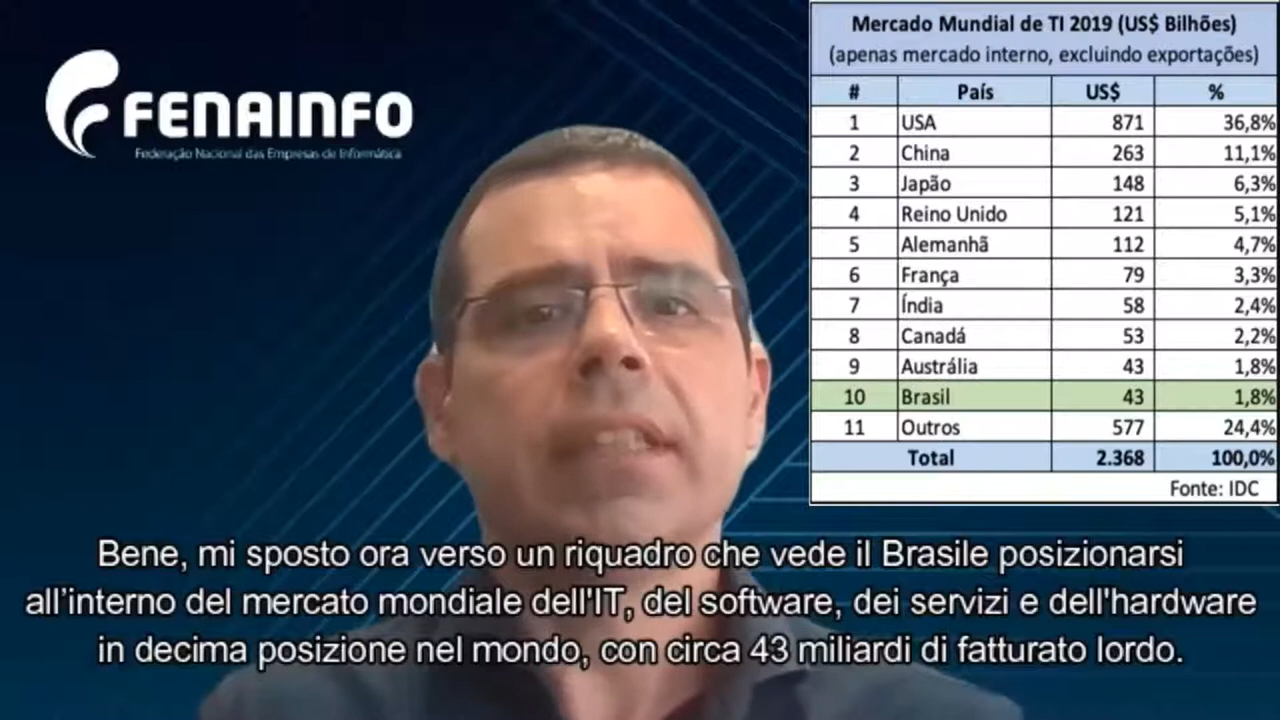 FENAINFO
Federação Nacional das Empresas de Informática
Mercado Mundial de TI 2019 (US$ Bilhões)
(apenas mercado interno, excluindo exportações)
# País US$ %
1 USA 871 36,8%
2 China 263 11,1%
3 Japão 148 6,3%
4 Reino Unido 121 5,1%
5 Alemanhã 112 4,7%
6 França 79 3,3%
7 Índia 58 2,4%
8 Canadá 53 2,2%
9 Austrália 43 1,8%
10 Brasil 43 1,8%
11 Outros 577 24,4%
Total 2.368 100,0%
Fonte: IDC
Bene, mi sposto ora verso un riquadro che vede il Brasile posizionarsi
all’interno del mercato mondiale dell'IT, del software, dei servizi e dell'hardware
in decima posizione nel mondo, con circa 43 miliardi di fatturato lordo.